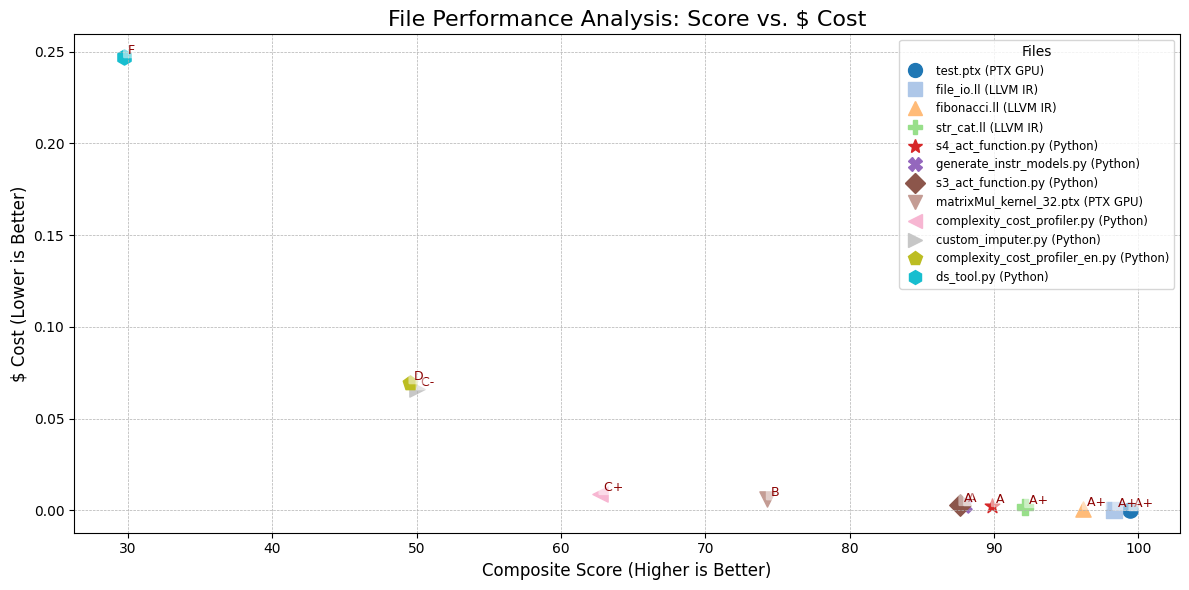 File Performance Analysis: Score vs. $ Cost
$ Cost (Lower is Better)
0.25
0.20
0.15
0.10
0.05
0.00
F
D
C-
C+
B
A
A
A
A+
A+
A+
A+
Files
test.ptx (PTX GPU)
file_io.ll (LLVM IR)
fibonacci.ll (LLVM IR)
str_cat.ll (LLVM IR)
s4_act_function.py (Python)
generate_instr_models.py (Python)
s3_act_function.py (Python)
matrixMul_kernel_32.ptx (PTX GPU)
complexity_cost_profiler.py (Python)
custom_imputer.py (Python)
complexity_cost_profiler_en.py (Python)
ds_tool.py (Python)
30 40 50 60 70 80 90 100
Composite Score (Higher is Better)